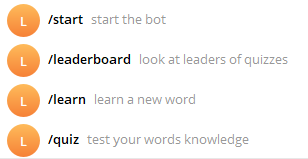 L /start start the bot
L /leaderboard look at leaders of quizzes
L /learn learn a new word
L /quiz test your words knowledge